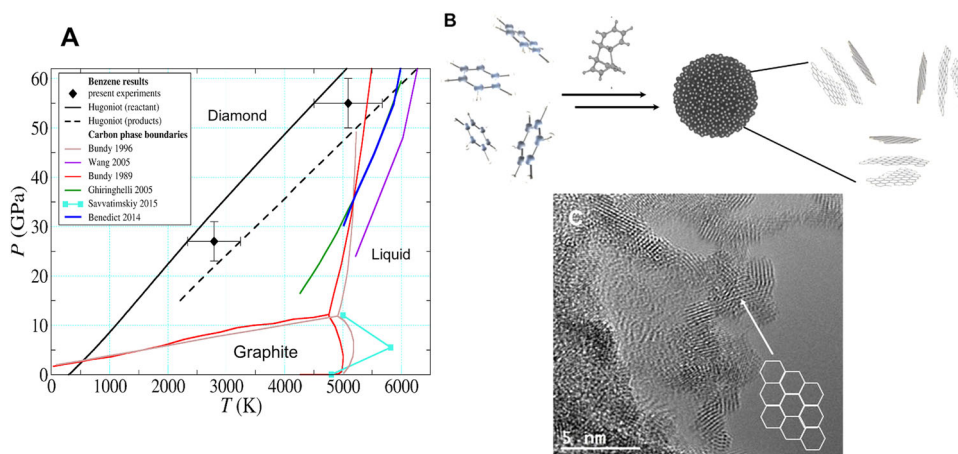 A
P (GPa)
60
50
40
30
20
10
0
Benzene results
present experiments
Hugoniot (reactant)
Hugoniot (products)
Carbon phase boundaries
Bundy 1996
Wang 2005
Bundy 1989
Ghiringhelli 2005
Savvatimskiy 2015
Benedict 2014
Diamond
Liquid
Graphite
0 1000 2000 3000 4000 5000 6000
T (K)
B
C
5 nm